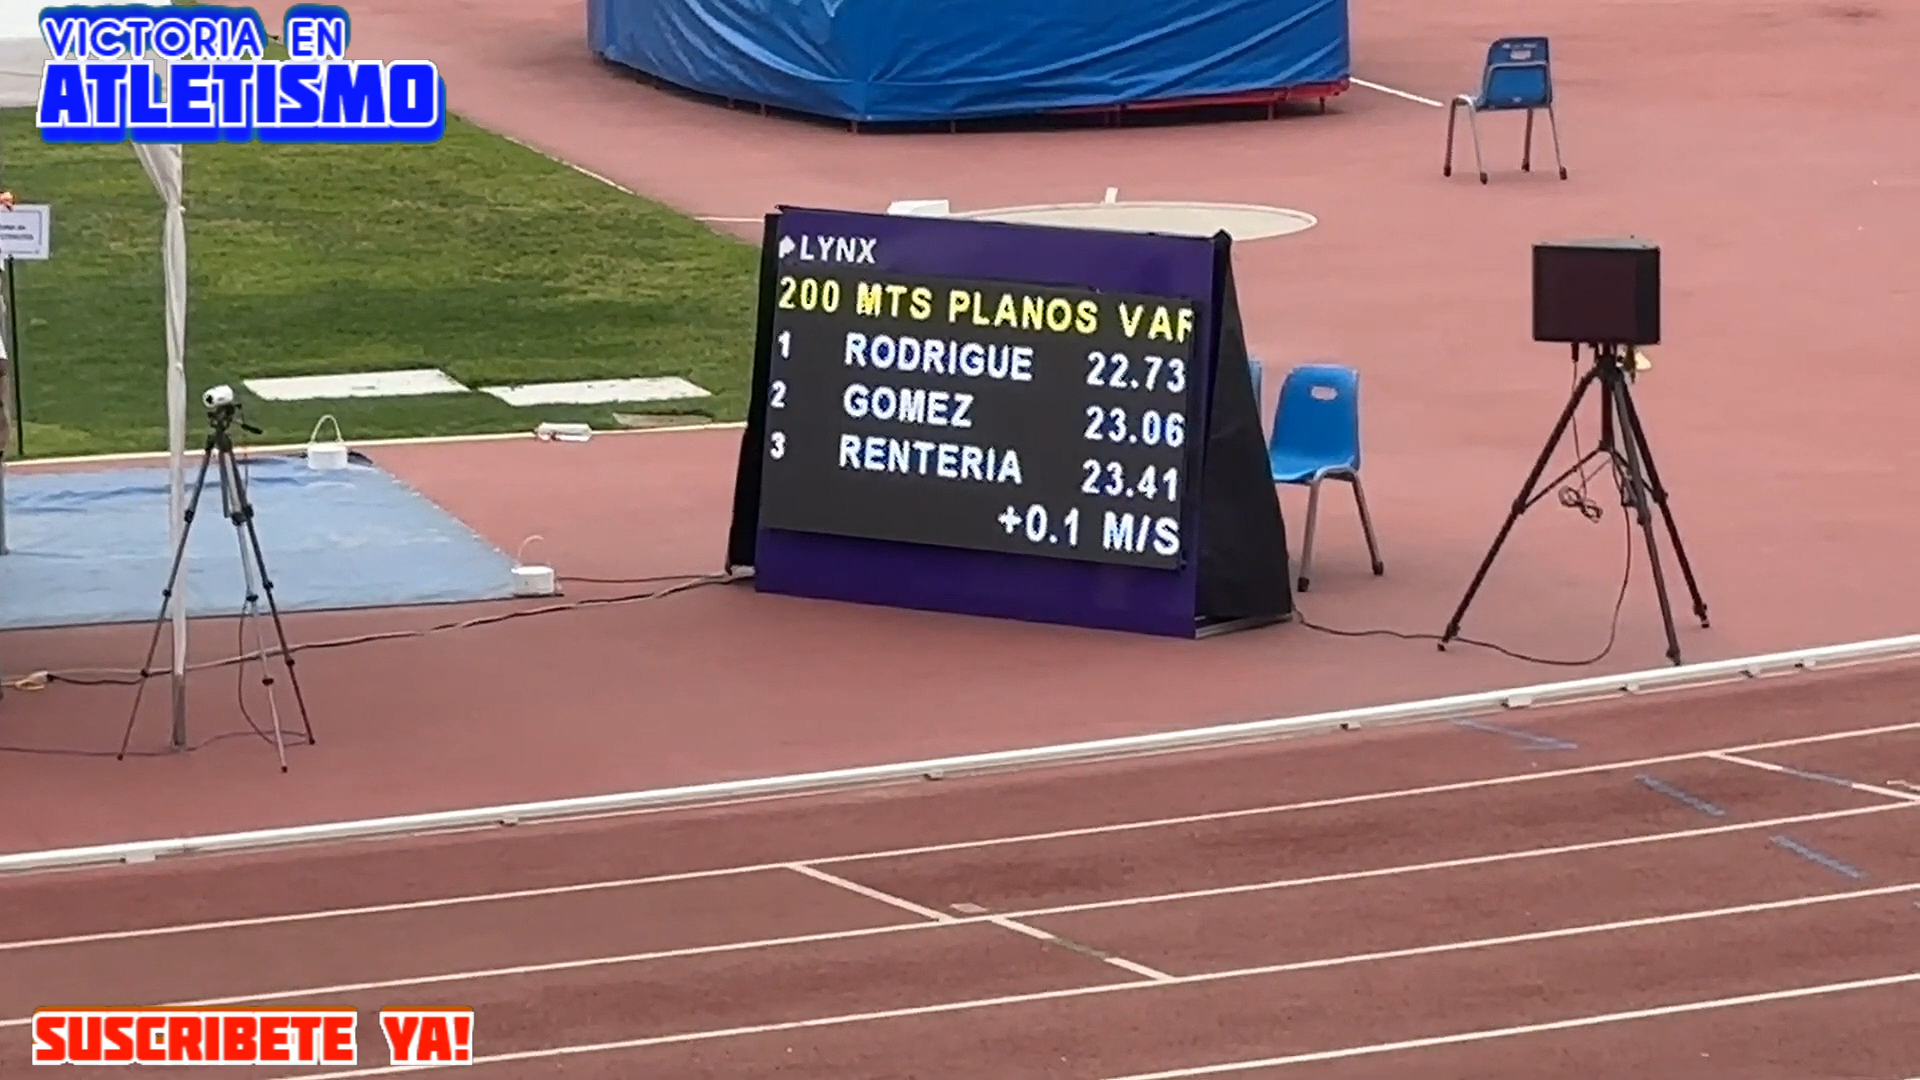 VICTORIA EN
ATLETISMO
LYNX
200 MTS PLANOS VAR
1 RODRIGUE 22.73
2 GOMEZ 23.06
3 RENTERIA 23.41
+0.1 M/S
SUSCRIBETE YA!